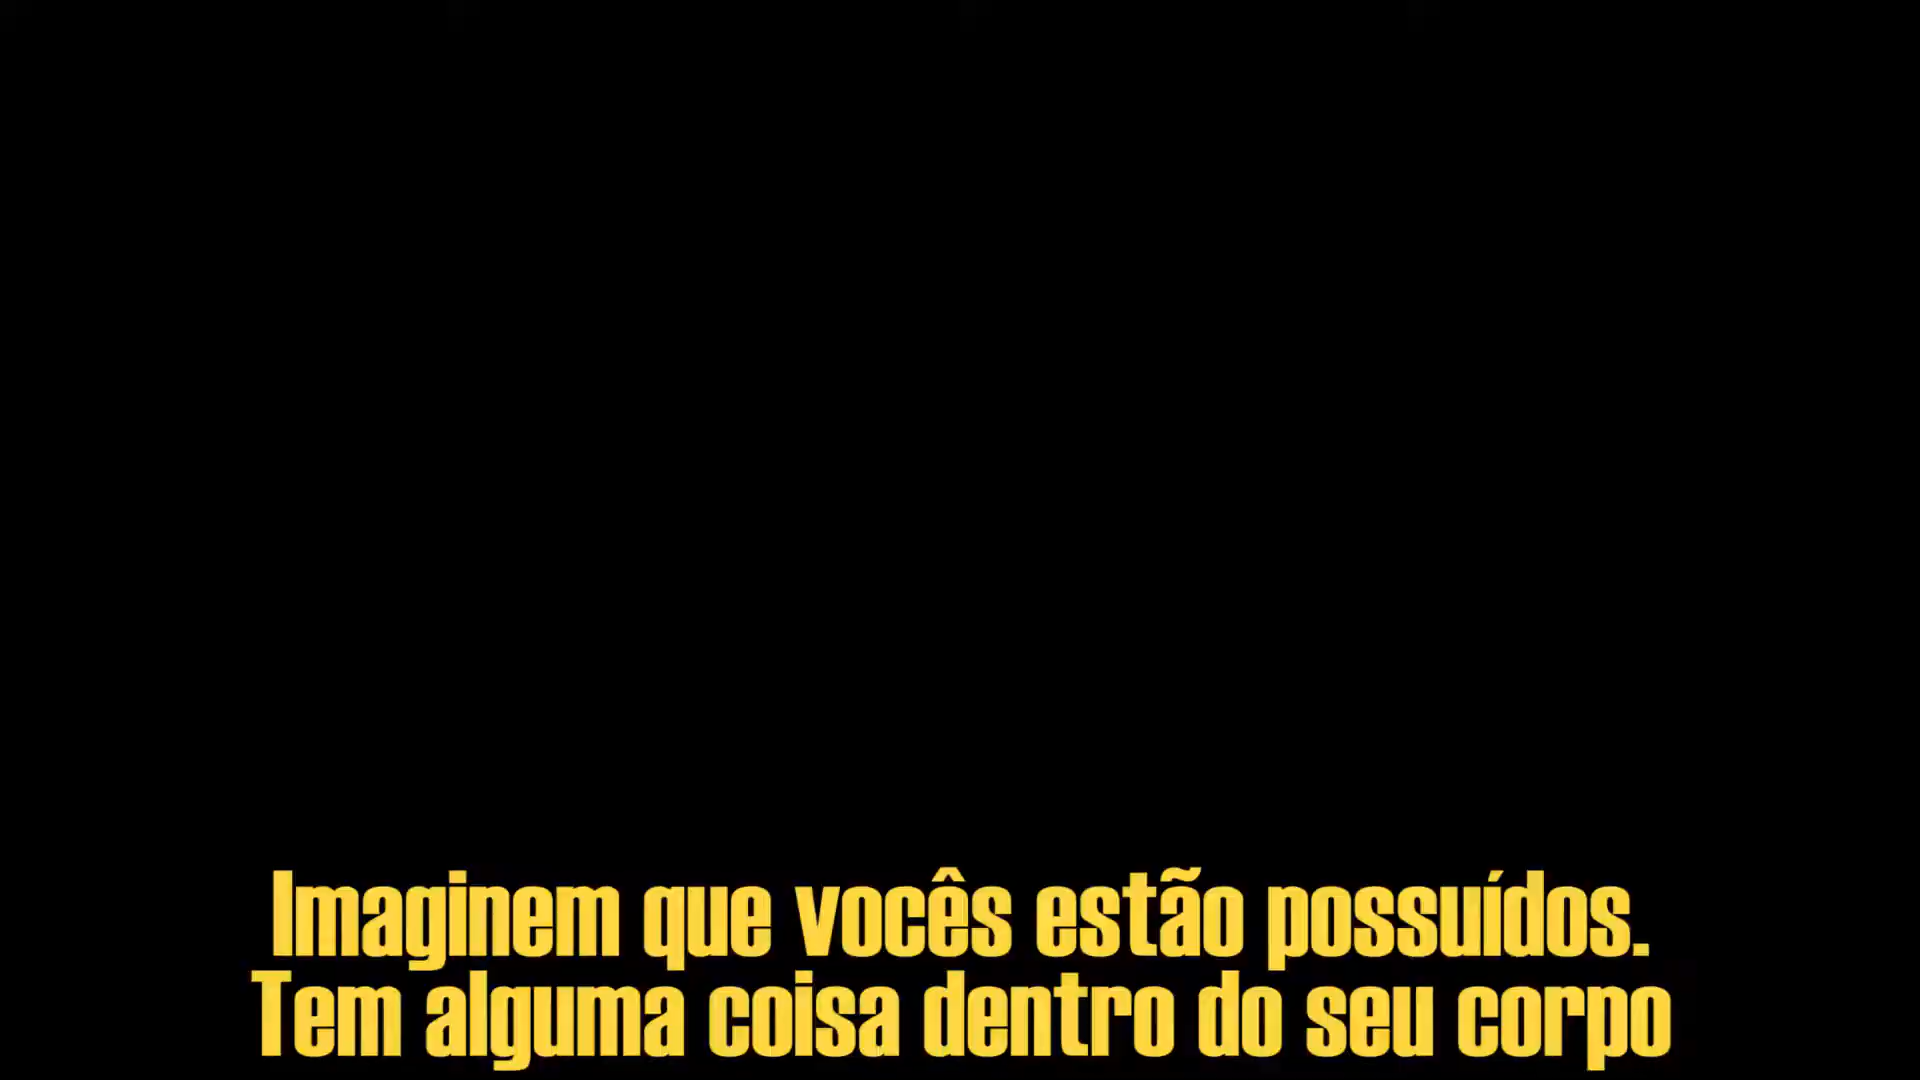 Imaginem que vocês estão possuídos.
Tem alguma coisa dentro do seu corpo